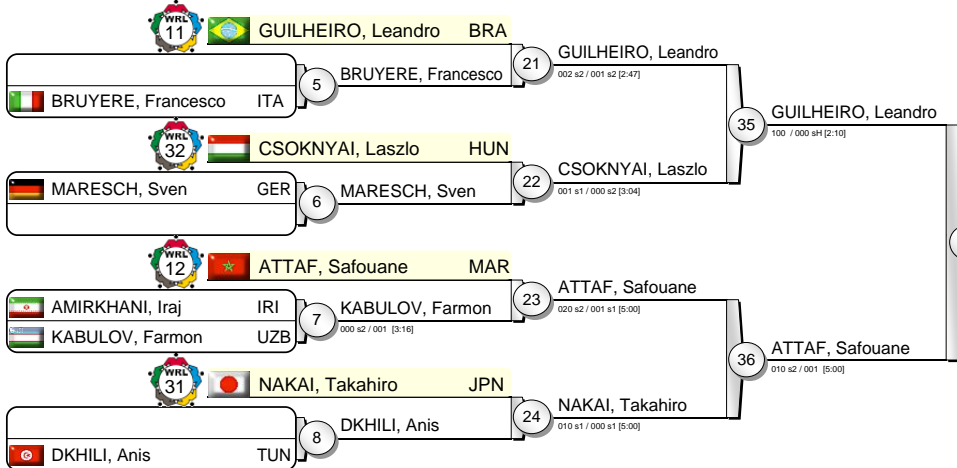 WRL
11
GUILHEIRO, Leandro BRA
BRUYERE, Francesco ITA
5
BRUYERE, Francesco
21
GUILHEIRO, Leandro
002 s2 / 001 s2 [2:47]
WRL
32
CSOKNYAI, Laszlo HUN
MARESCH, Sven GER
6
MARESCH, Sven
22
CSOKNYAI, Laszlo
001 s1 / 000 s2 [3:04]
35
GUILHEIRO, Leandro
100 / 000 sH [2:10]
WRL
12
ATTAF, Safouane MAR
AMIRKHANI, Iraj IRI
KABULOV, Farmon UZB
7
KABULOV, Farmon
000 s2 / 001 [3:16]
23
ATTAF, Safouane
020 s2 / 001 s1 [5:00]
WRL
31
NAKAI, Takahiro JPN
DKHILI, Anis TUN
8
DKHILI, Anis
24
NAKAI, Takahiro
010 s1 / 000 s1 [5:00]
36
ATTAF, Safouane
010 s2 / 001 [5:00]